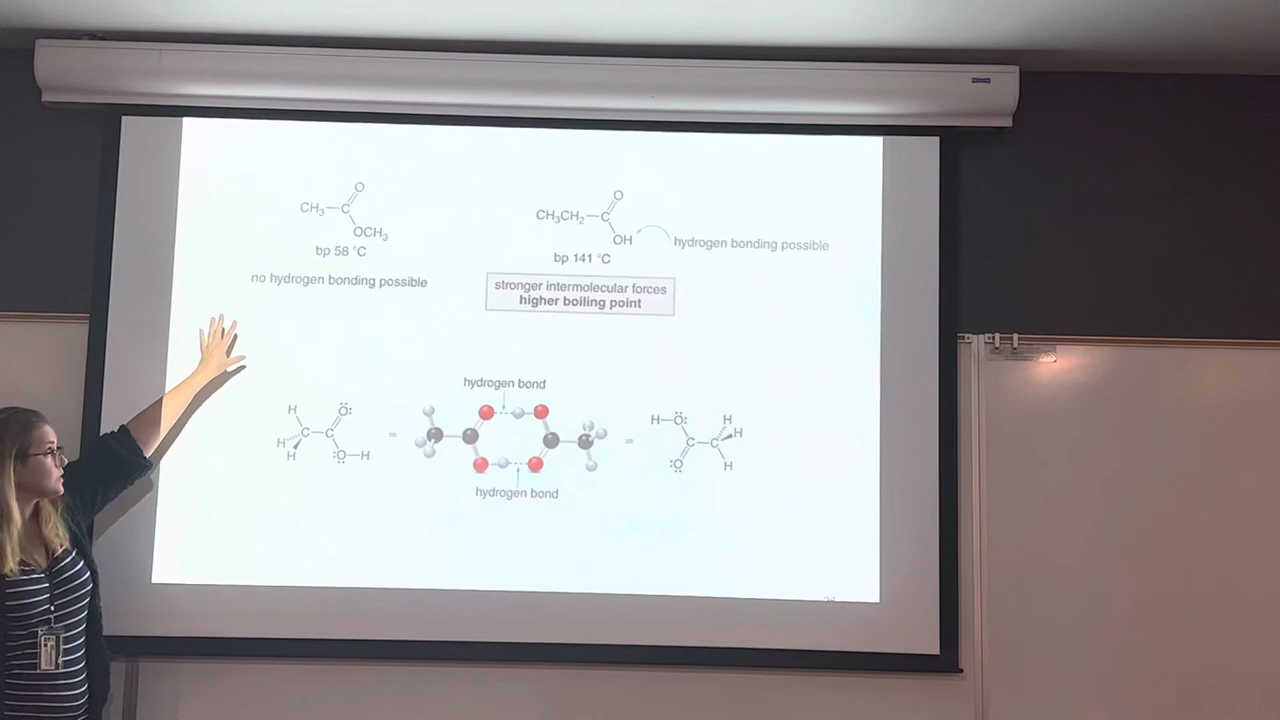 O
CH₃—C
OCH₃
bp 58 °C
no hydrogen bonding possible
O
CH₃CH₂—C
OH
hydrogen bonding possible
bp 141 °C
stronger intermolecular forces
higher boiling point
hydrogen bond
H Ö:
H C—C
H :Ö—H
=
=
H—Ö: H
C—C H
:O H
hydrogen bond